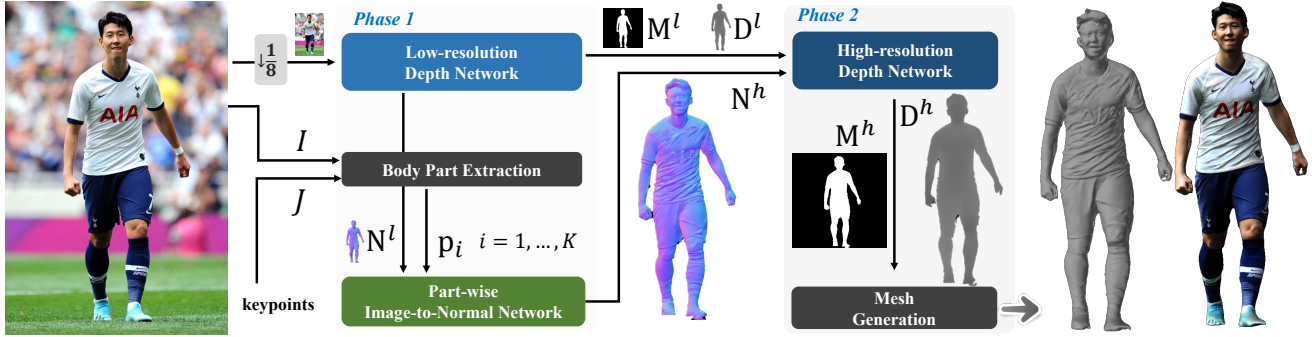 Phase 1
↓1/8
Low-resolution
Depth Network
M^l
D^l
Phase 2
High-resolution
Depth Network
N^h
I
Body Part Extraction
J
D^h
M^h
AIA
N^l
p_i
i = 1, ..., K
keypoints
Part-wise
Image-to-Normal Network
Mesh
Generation
AIA